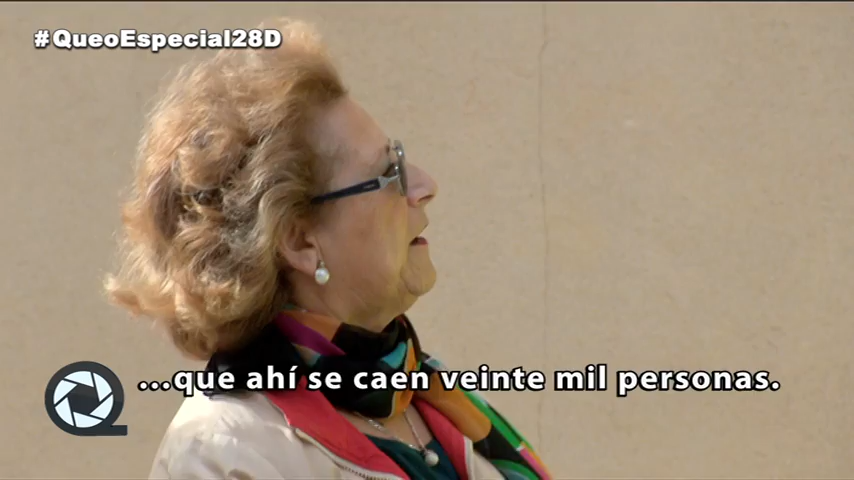 #QueoEspecial28D
...que ahí se caen veinte mil personas.